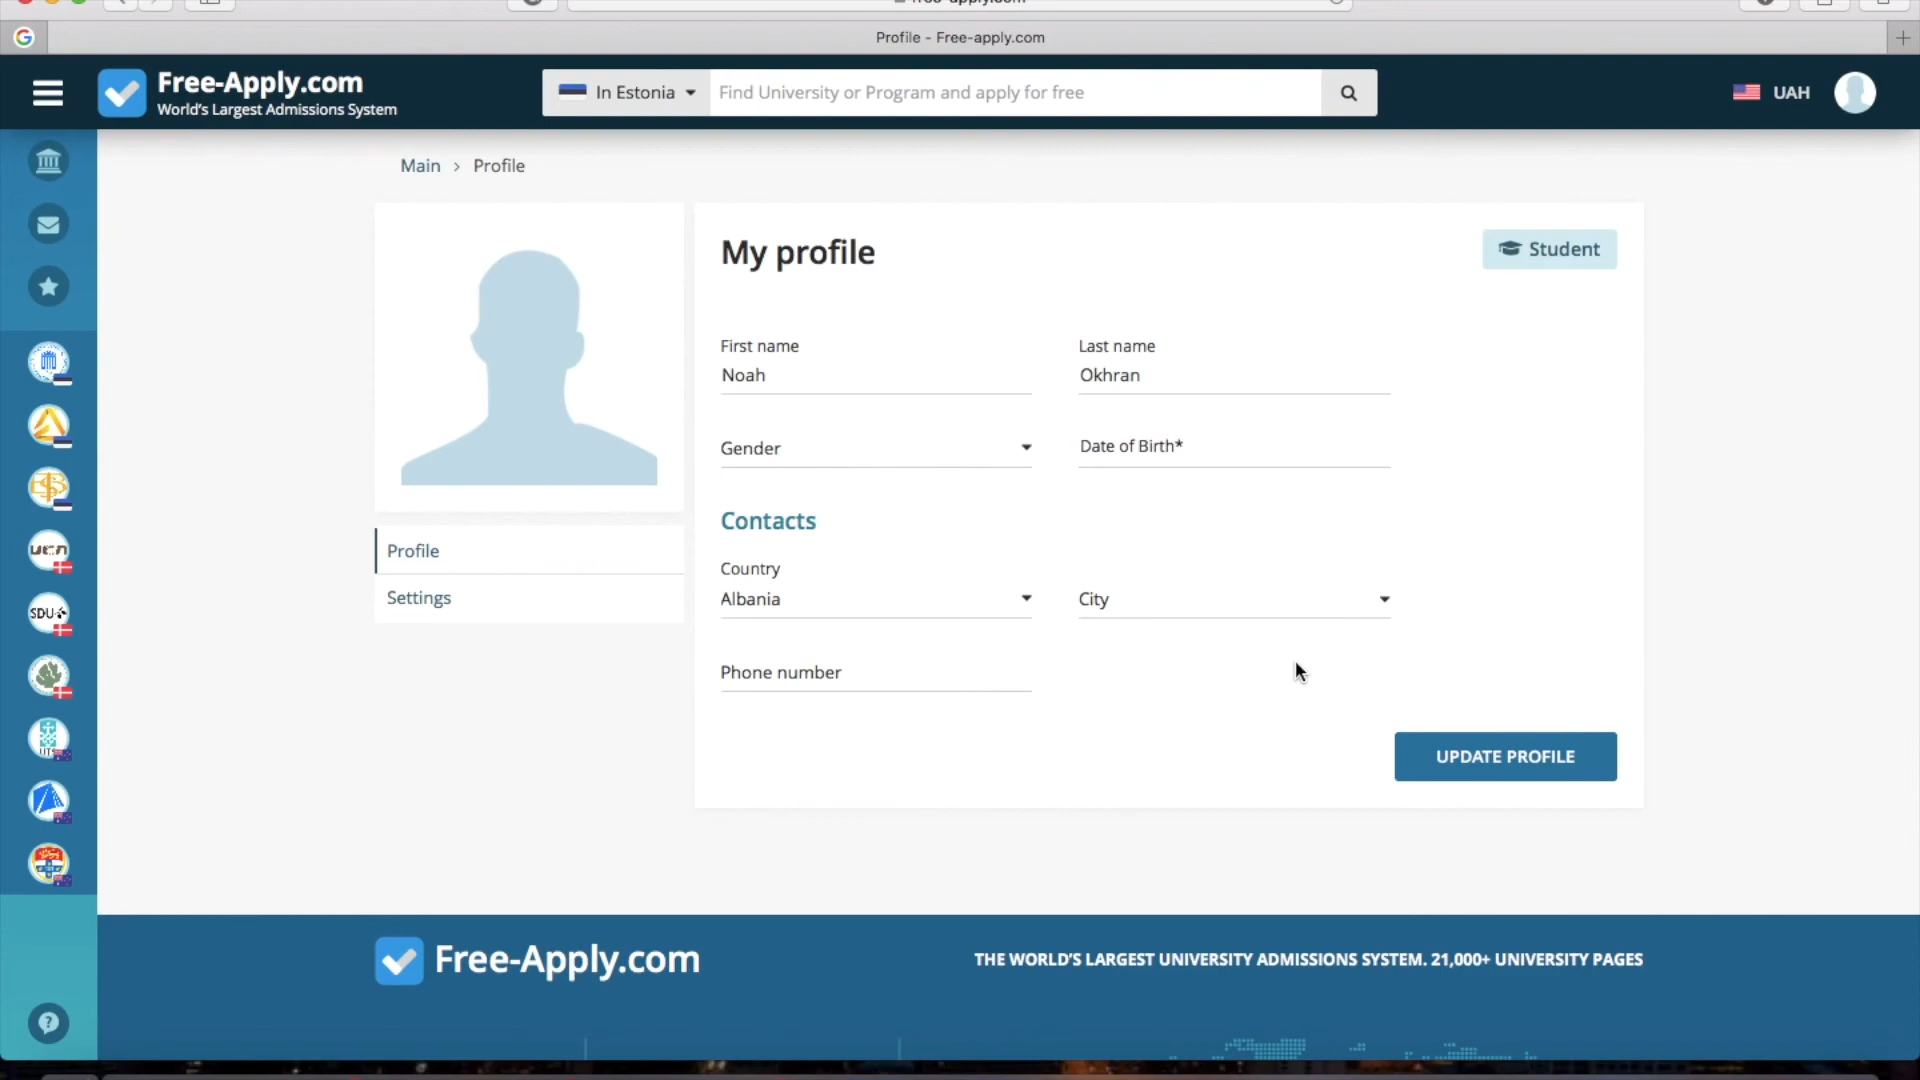 Profile - Free-apply.com
Free-Apply.com
World's Largest Admissions System
In Estonia
Find University or Program and apply for free
UAH
Main > Profile
My profile
Student
First name
Last name
Noah
Okhran
Gender
Date of Birth*
Contacts
Profile
Country
Settings
Albania
City
Phone number
UPDATE PROFILE
UCN
SDU
UTS
Free-Apply.com
THE WORLD'S LARGEST UNIVERSITY ADMISSIONS SYSTEM. 21,000+ UNIVERSITY PAGES